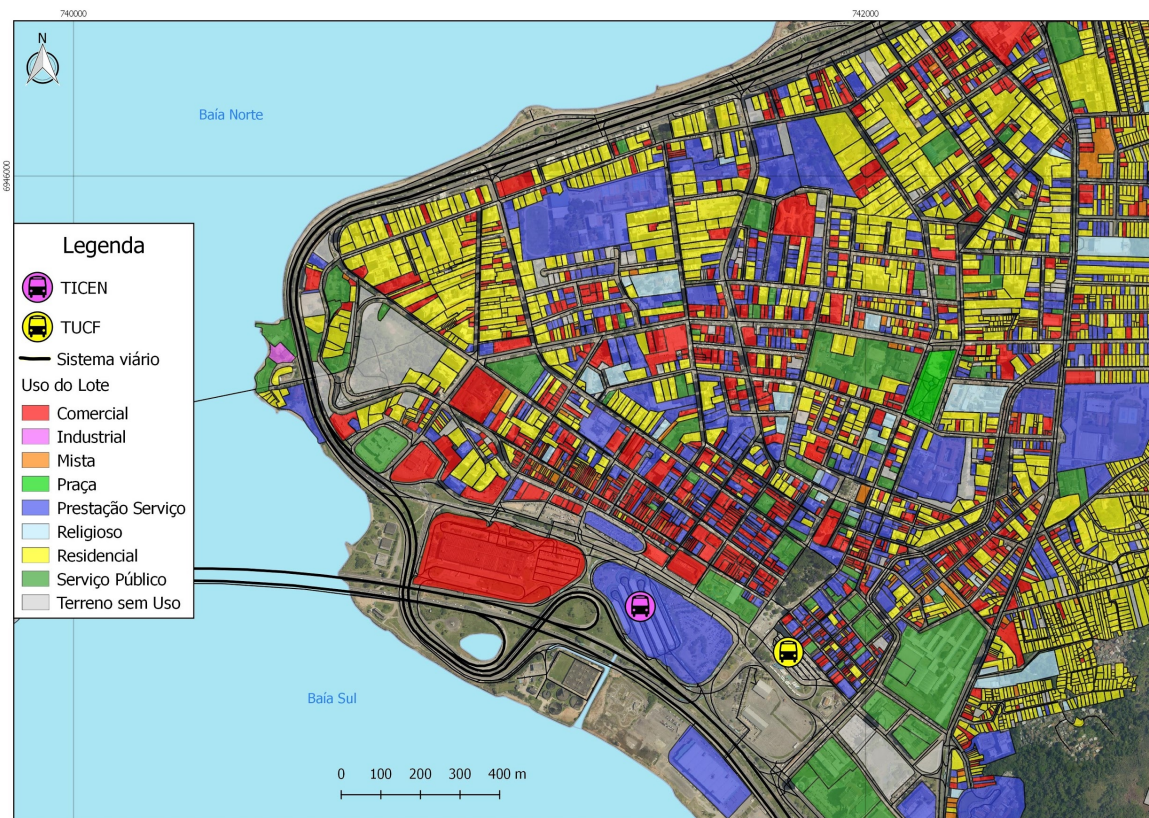 740000
742000
N
Baía Norte
6946000
Legenda
TICEN
TUCF
Sistema viário
Uso do Lote
Comercial
Industrial
Mista
Praça
Prestação Serviço
Religioso
Residencial
Serviço Público
Terreno sem Uso
Baía Sul
0 100 200 300 400 m